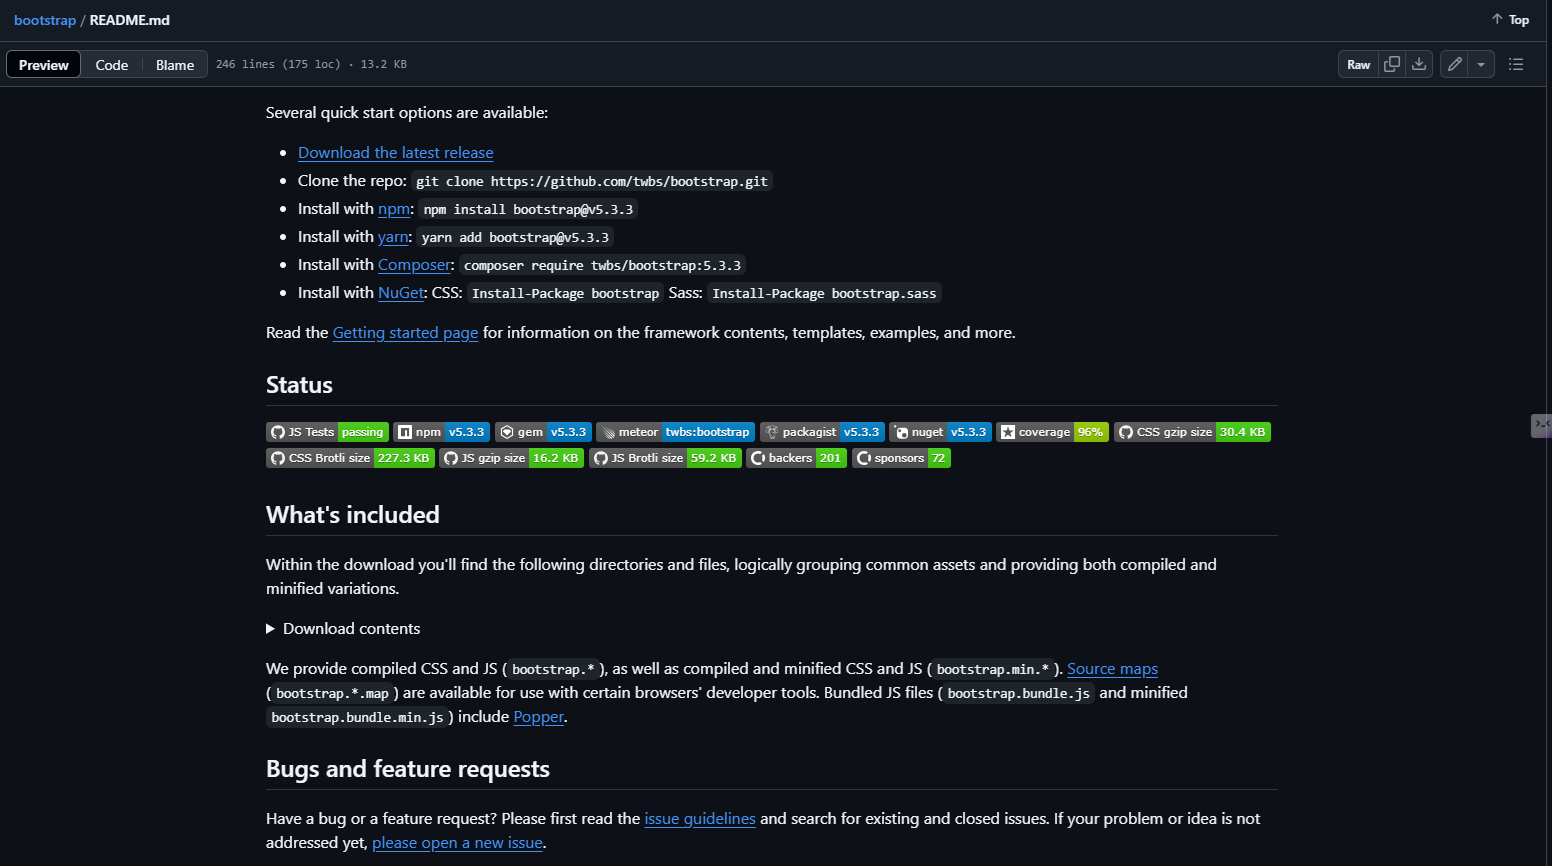 bootstrap / README.md
Top
Preview Code Blame 246 lines (175 loc) · 13.2 KB
Raw
Several quick start options are available:
• Download the latest release
• Clone the repo: git clone https://github.com/twbs/bootstrap.git
• Install with npm: npm install bootstrap@v5.3.3
• Install with yarn: yarn add bootstrap@v5.3.3
• Install with Composer: composer require twbs/bootstrap:5.3.3
• Install with NuGet: CSS: Install-Package bootstrap Sass: Install-Package bootstrap.sass
Read the Getting started page for information on the framework contents, templates, examples, and more.
Status
JS Tests passing npm v5.3.3 gem v5.3.3 meteor twbs:bootstrap packagist v5.3.3 nuget v5.3.3 coverage 96% CSS gzip size 30.4 KB
CSS Brotli size 227.3 KB JS gzip size 16.2 KB JS Brotli size 59.2 KB backers 201 sponsors 72
What's included
Within the download you'll find the following directories and files, logically grouping common assets and providing both compiled and
minified variations.
Download contents
We provide compiled CSS and JS (bootstrap.*), as well as compiled and minified CSS and JS (bootstrap.min.*). Source maps
(bootstrap.*.map) are available for use with certain browsers' developer tools. Bundled JS files (bootstrap.bundle.js and minified
bootstrap.bundle.min.js) include Popper.
Bugs and feature requests
Have a bug or a feature request? Please first read the issue guidelines and search for existing and closed issues. If your problem or idea is not
addressed yet, please open a new issue.